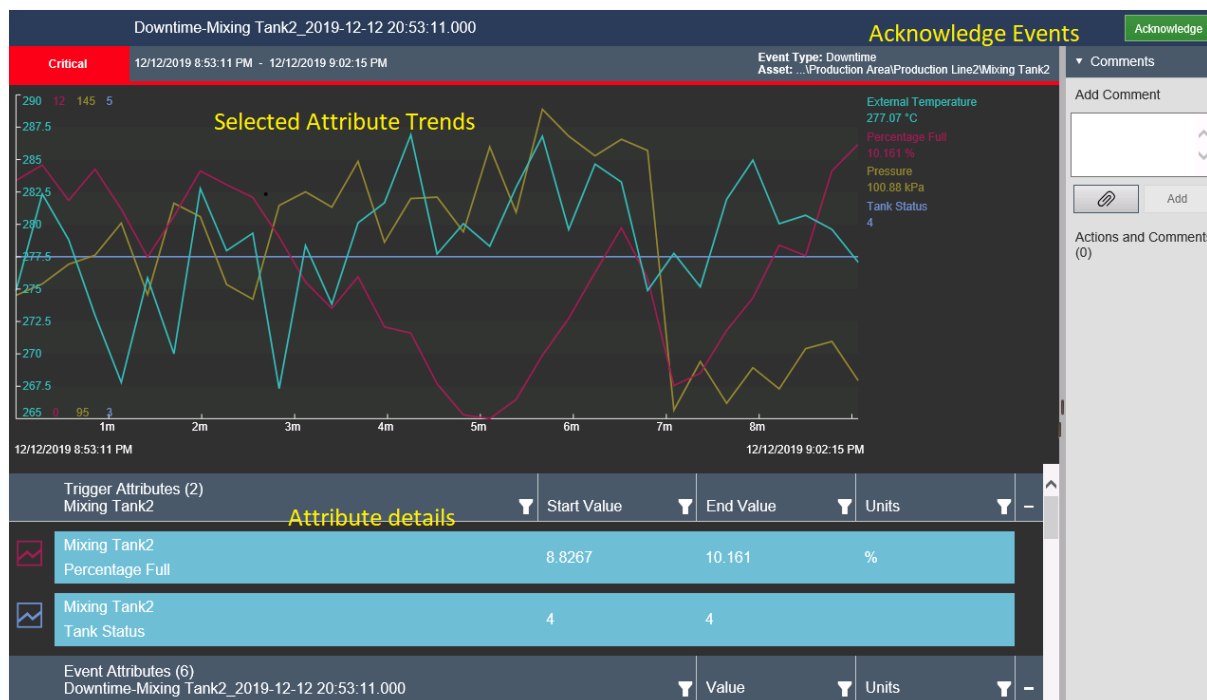 Downtime-Mixing Tank2_2019-12-12 20:53:11.000
Acknowledge Events
Acknowledge
Critical
12/12/2019 8:53:11 PM - 12/12/2019 9:02:15 PM
Event Type: Downtime
Asset: ...\Production Area\Production Line2\Mixing Tank2
Comments
Add Comment
Add
Actions and Comments
(0)
290 12 145 5
287.5
285
282.5
280
277.5
275
272.5
270
267.5
265 0 95 3
Selected Attribute Trends
External Temperature
277.07 °C
Percentage Full
10.161 %
Pressure
100.88 kPa
Tank Status
4
1m 2m 3m 4m 5m 6m 7m 8m
12/12/2019 8:53:11 PM 12/12/2019 9:02:15 PM
Trigger Attributes (2)
Mixing Tank2
Start Value End Value Units
Attribute details
Mixing Tank2
Percentage Full
8.8267 10.161 %
Mixing Tank2
Tank Status
4 4
Event Attributes (6)
Downtime-Mixing Tank2_2019-12-12 20:53:11.000
Value Units